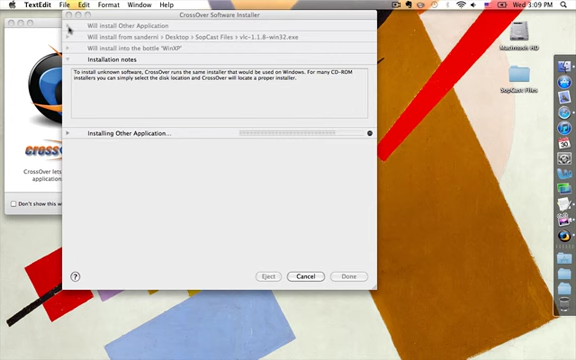 TextEdit File Edit Format Window Help
3:09 PM
CrossOver Software Installer
Will install Other Application
Will install from sandermi > Desktop > SopCast Files > vlc-1.1.8-win32.exe
Will install into the bottle 'WinXP'
Installation notes
To install unknown software, CrossOver runs the same installer that would be used on Windows. For many CD-ROM
installers you can simply select the disk location and CrossOver will locate a proper installer.
Installing Other Application...
Macintosh HD
SopCast Files
30
CrossOver lets
application
Don't show this w
? Eject Cancel Done